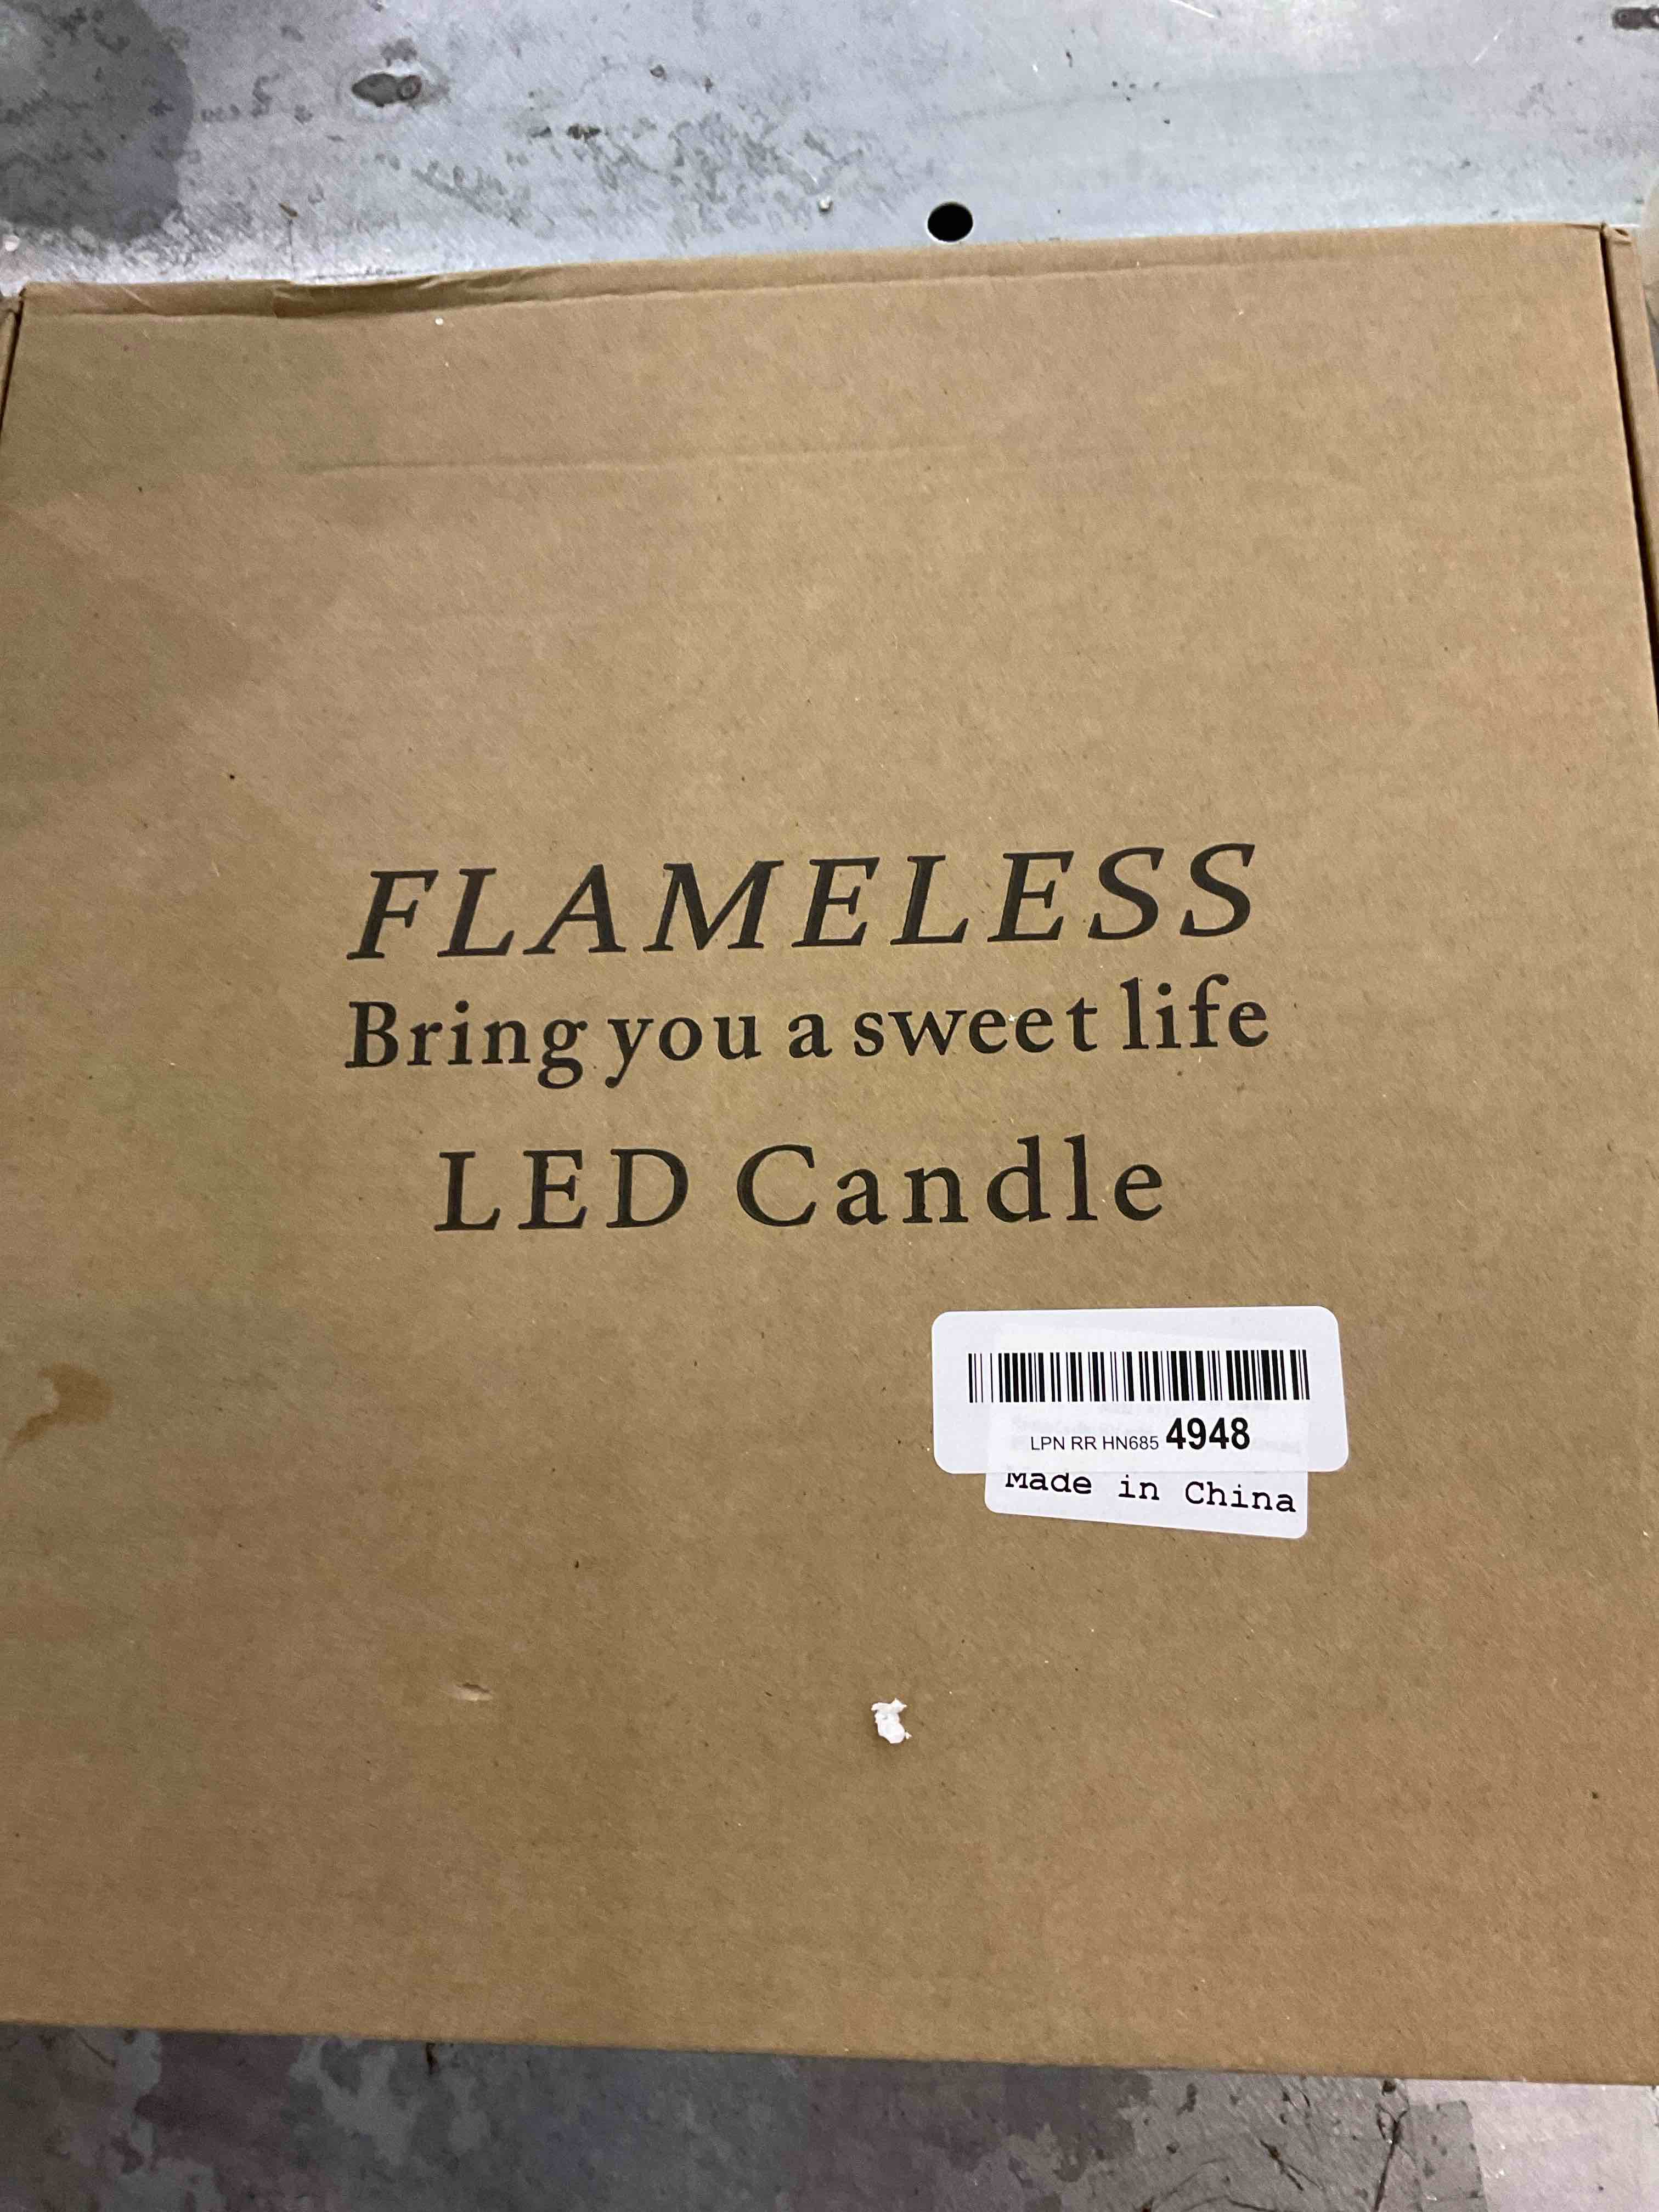 FLAMELESS
Bring you a sweet life
LED Candle
LPN RR HN685 4948
Made in China